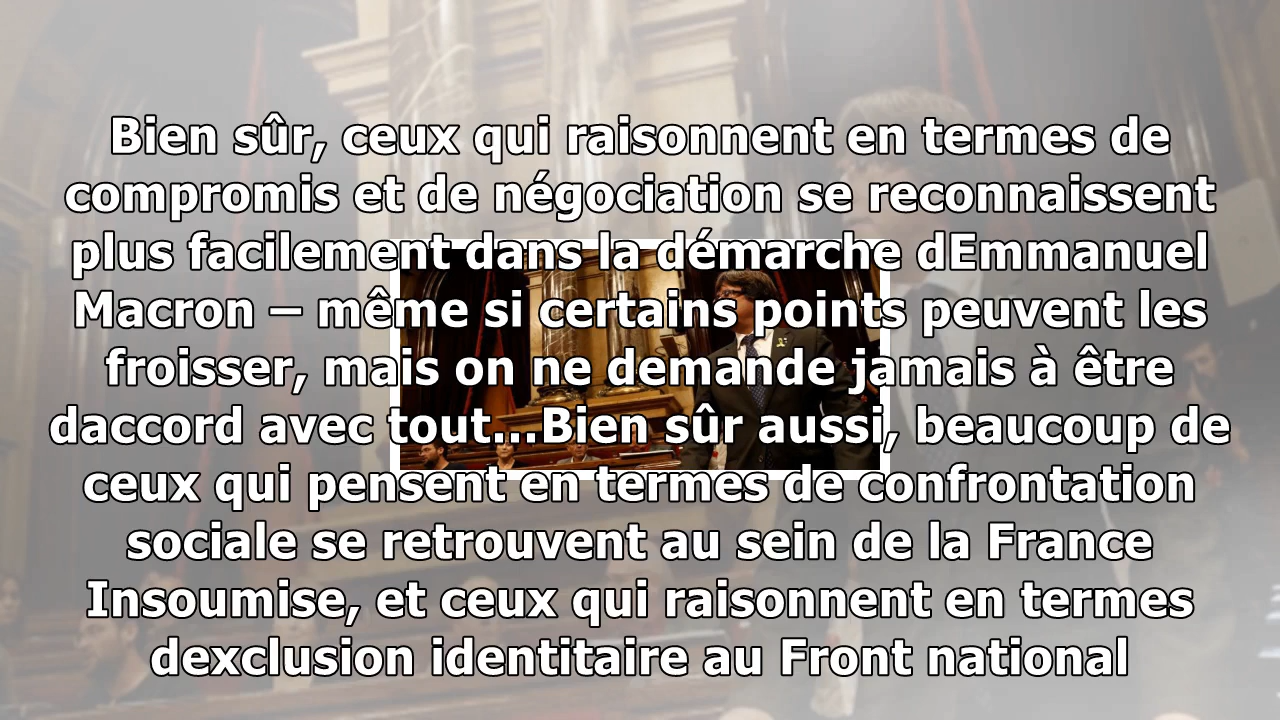 Bien sûr, ceux qui raisonnent en termes de
compromis et de négociation se reconnaissent
plus facilement dans la démarche dEmmanuel
Macron – même si certains points peuvent les
froisser, mais on ne demande jamais à être
daccord avec tout...Bien sûr aussi, beaucoup de
ceux qui pensent en termes de confrontation
sociale se retrouvent au sein de la France
Insoumise, et ceux qui raisonnent en termes
dexclusion identitaire au Front national